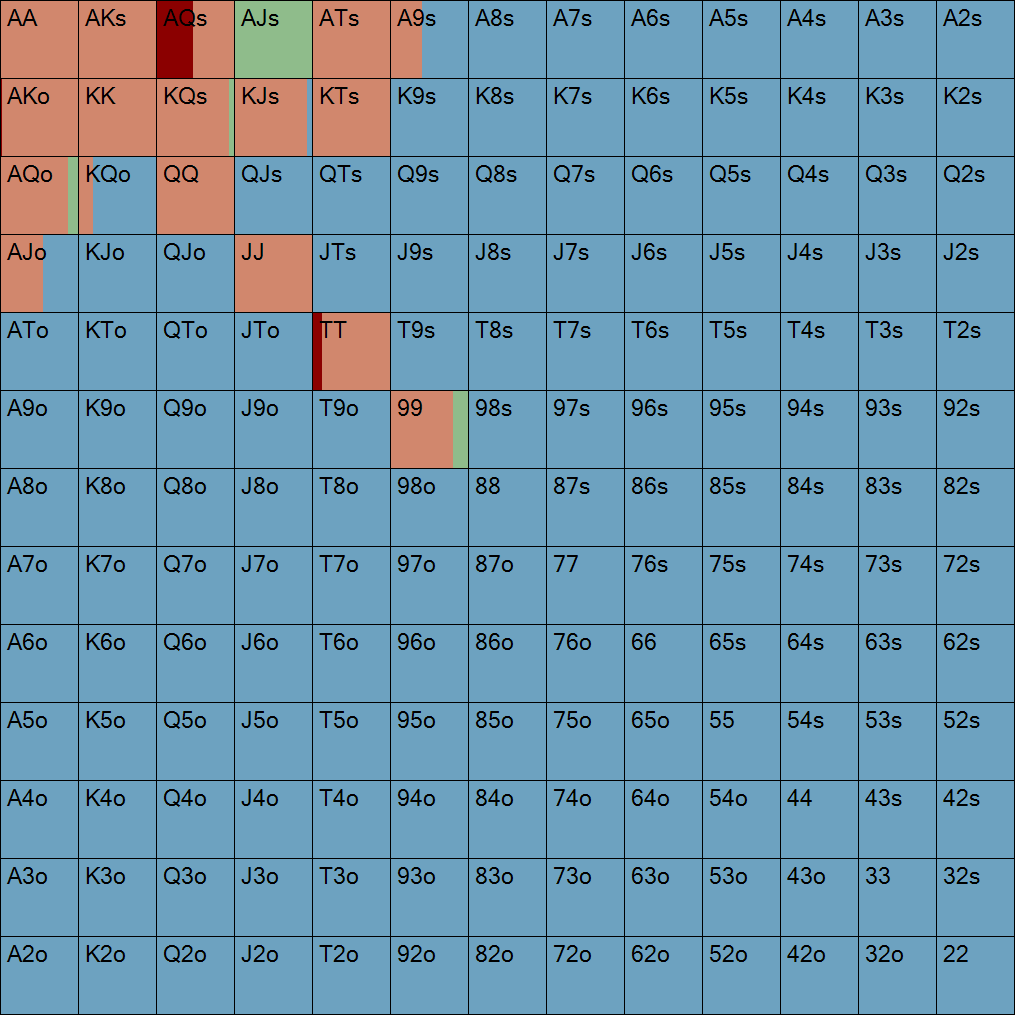 AA AKs AQs AJs ATs A9s A8s A7s A6s A5s A4s A3s A2s
AKo KK KQs KJs KTs K9s K8s K7s K6s K5s K4s K3s K2s
AQo KQo QQ QJs QTs Q9s Q8s Q7s Q6s Q5s Q4s Q3s Q2s
AJo KJo QJo JJ JTs J9s J8s J7s J6s J5s J4s J3s J2s
ATo KTo QTo JTo TT T9s T8s T7s T6s T5s T4s T3s T2s
A9o K9o Q9o J9o T9o 99 98s 97s 96s 95s 94s 93s 92s
A8o K8o Q8o J8o T8o 98o 88 87s 86s 85s 84s 83s 82s
A7o K7o Q7o J7o T7o 97o 87o 77 76s 75s 74s 73s 72s
A6o K6o Q6o J6o T6o 96o 86o 76o 66 65s 64s 63s 62s
A5o K5o Q5o J5o T5o 95o 85o 75o 65o 55 54s 53s 52s
A4o K4o Q4o J4o T4o 94o 84o 74o 64o 54o 44 43s 42s
A3o K3o Q3o J3o T3o 93o 83o 73o 63o 53o 43o 33 32s
A2o K2o Q2o J2o T2o 92o 82o 72o 62o 52o 42o 32o 22